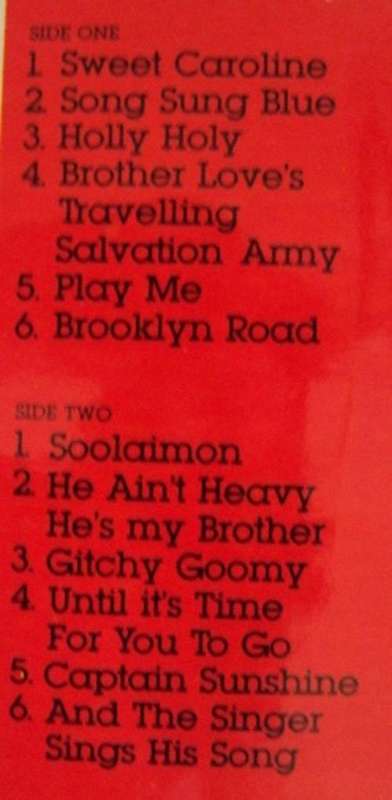 SIDE ONE
1. Sweet Caroline
2. Song Sung Blue
3. Holly Holy
4. Brother Love's
Travelling
Salvation Army
5. Play Me
6. Brooklyn Road
SIDE TWO
1. Soolaimon
2. He Ain't Heavy
He's my Brother
3. Gitchy Goomy
4. Until it's Time
For You To Go
5. Captain Sunshine
6. And The Singer
Sings His Song